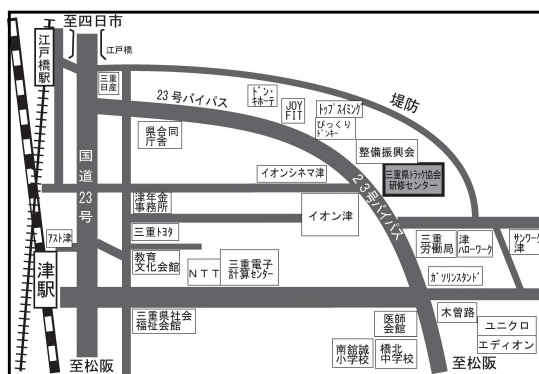 至四日市
江戸橋
江戸橋駅
三重
日産
23号バイパス
ドン・
キホーテ
JOY
FIT
トップスイミング
びっくり
ドンキー
堤防
県合同
庁舎
整備振興会
国道23号
イオンシネマ津
三重県トラック協会
研修センター
津年金
事務所
イオン津
23号バイパス
アスト津
三重トヨタ
三重
労働局
津
ハローワーク
サンワーク
津
津駅
教育
文化会館
NTT
三重電子
計算センター
ガソリンスタンド
三重県社会
福祉会館
医師
会館
木曽路
ユニクロ
エディオン
南舘誠
小学校
橋北
中学校
至松阪
至松阪